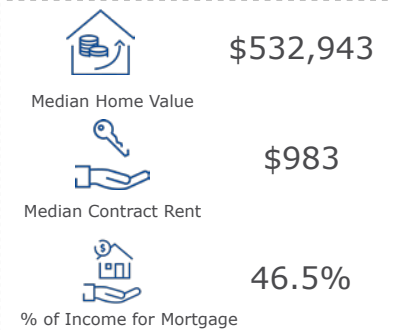 $532,943
Median Home Value
$983
Median Contract Rent
$
46.5%
% of Income for Mortgage